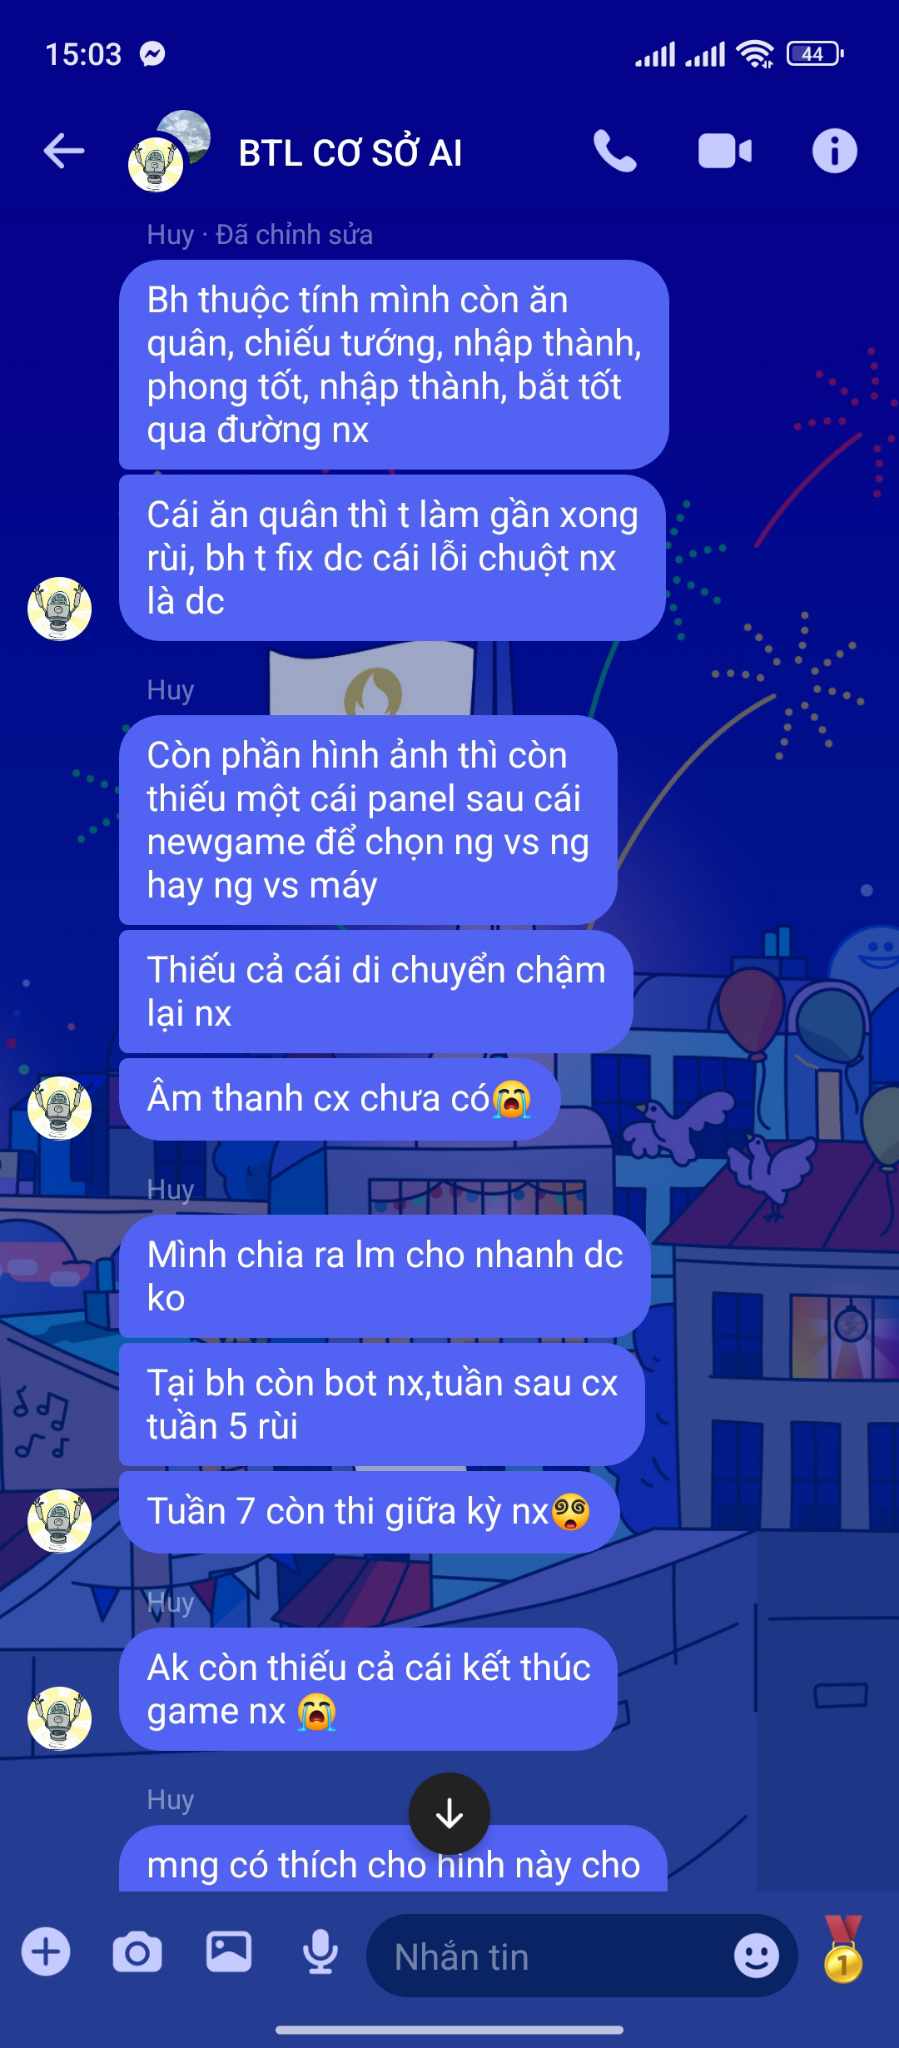 15:03
44
BTL CƠ SỞ AI
Huy · Đã chỉnh sửa
Bh thuộc tính mình còn ăn
quân, chiếu tướng, nhập thành,
phong tốt, nhập thành, bắt tốt
qua đường nx
Cái ăn quân thì t làm gần xong
rùi, bh t fix dc cái lỗi chuột nx
là dc
Huy
Còn phần hình ảnh thì còn
thiếu một cái panel sau cái
newgame để chọn ng vs ng
hay ng vs máy
Thiếu cả cái di chuyển chậm
lại nx
Âm thanh cx chưa có😭
Huy
Mình chia ra lm cho nhanh dc
ko
Tại bh còn bot nx,tuần sau cx
tuần 5 rùi
Tuần 7 còn thi giữa kỳ nx😵‍💫
Huy
Ak còn thiếu cả cái kết thúc
game nx 😭
Huy
mng có thích cho hình này cho
Nhắn tin
1